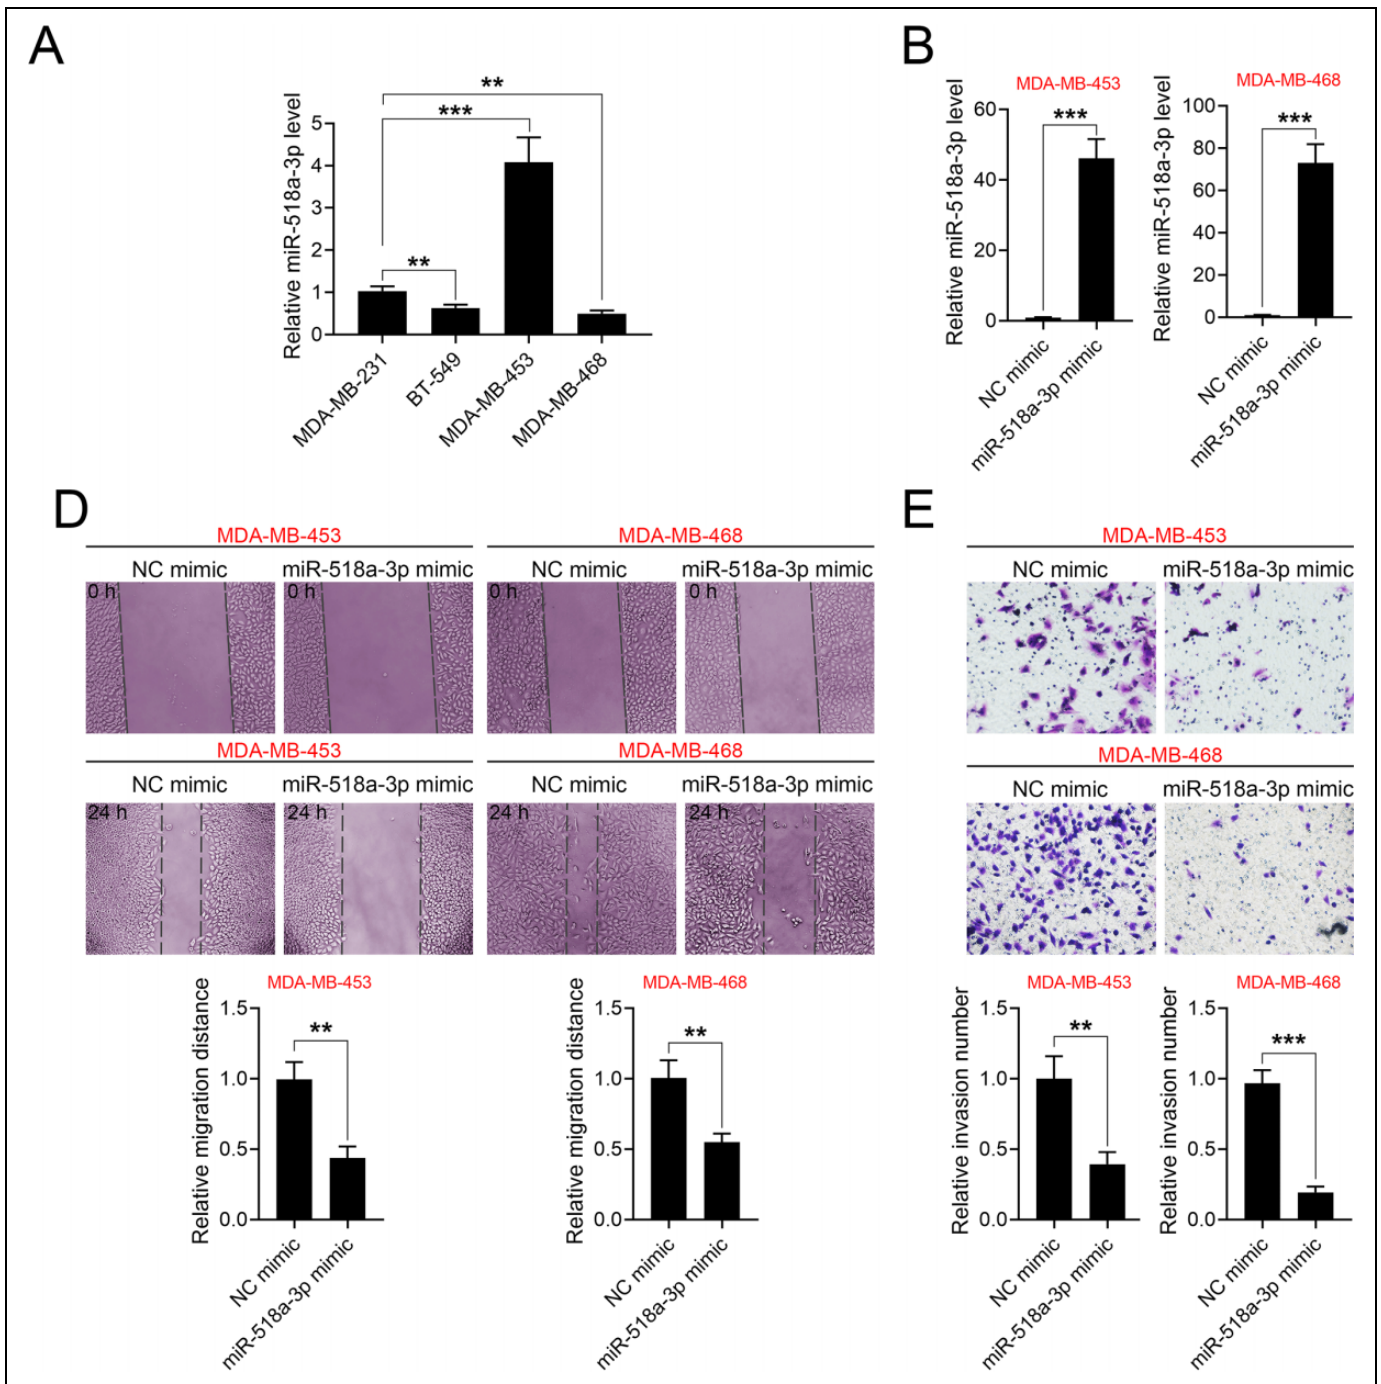 A
Relative miR-518a-3p level
5
4
3
2
1
0
**
***
**
MDA-MB-231
BT-549
MDA-MB-453
MDA-MB-468
B
MDA-MB-453
Relative miR-518a-3p level
60
40
20
0
***
NC mimic
miR-518a-3p mimic
MDA-MB-468
Relative miR-518a-3p level
100
80
60
40
20
0
***
NC mimic
miR-518a-3p mimic
D
MDA-MB-453
MDA-MB-468
NC mimic
miR-518a-3p mimic
NC mimic
miR-518a-3p mimic
0 h
0 h
0 h
0 h
MDA-MB-453
MDA-MB-468
NC mimic
miR-518a-3p mimic
NC mimic
miR-518a-3p mimic
24 h
24 h
24 h
24 h
MDA-MB-453
Relative migration distance
1.5
1.0
0.5
0.0
**
NC mimic
miR-518a-3p mimic
MDA-MB-468
Relative migration distance
1.5
1.0
0.5
0.0
**
NC mimic
miR-518a-3p mimic
E
MDA-MB-453
NC mimic
miR-518a-3p mimic
MDA-MB-468
NC mimic
miR-518a-3p mimic
MDA-MB-453
Relative invasion number
1.5
1.0
0.5
0.0
**
NC mimic
miR-518a-3p mimic
MDA-MB-468
Relative invasion number
1.5
1.0
0.5
0.0
***
NC mimic
miR-518a-3p mimic